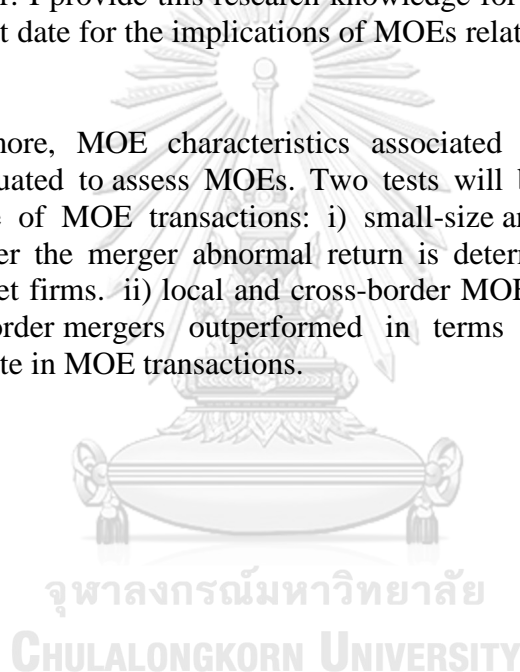 I provide this research knowledge for
t date for the implications of MOEs relat
more, MOE characteristics associated
uated to assess MOEs. Two tests will b
of MOE transactions: i) small-size ar
er the merger abnormal return is determ
et firms. ii) local and cross-border MOE
order mergers outperformed in terms
te in MOE transactions.
จุฬาลงกรณ์มหาวิทยาลัย
CHULALONGKORN UNIVERSITY